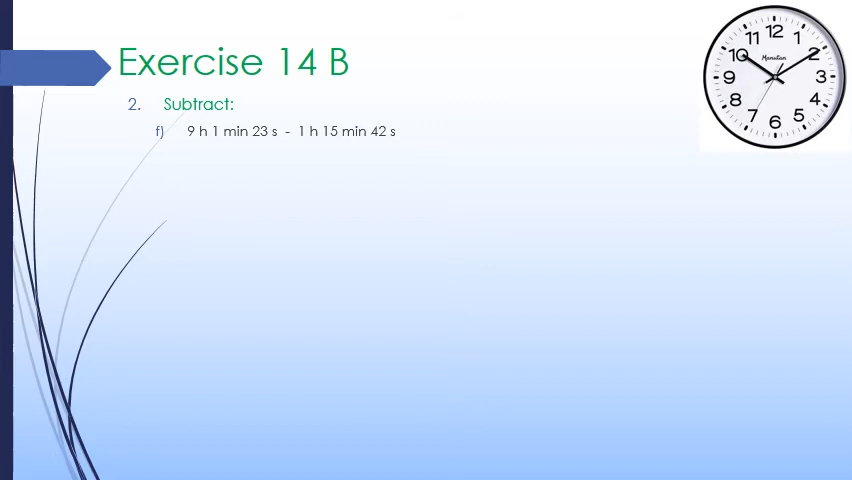 Exercise 14 B
2. Subtract:
f) 9 h 1 min 23 s - 1 h 15 min 42 s
12
11 1
10 2
Manutan
9 3
8 4
7 5
6